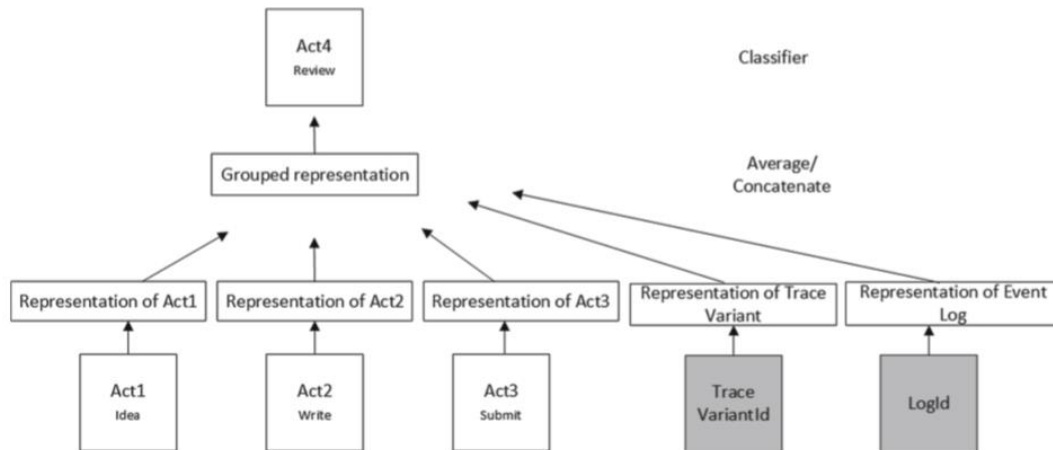 Act4
Review
Classifier
Grouped representation
Average/
Concatenate
Representation of Act1
Representation of Act2
Representation of Act3
Representation of Trace
Variant
Representation of Event
Log
Act1
Idea
Act2
Write
Act3
Submit
Trace
VariantId
LogId